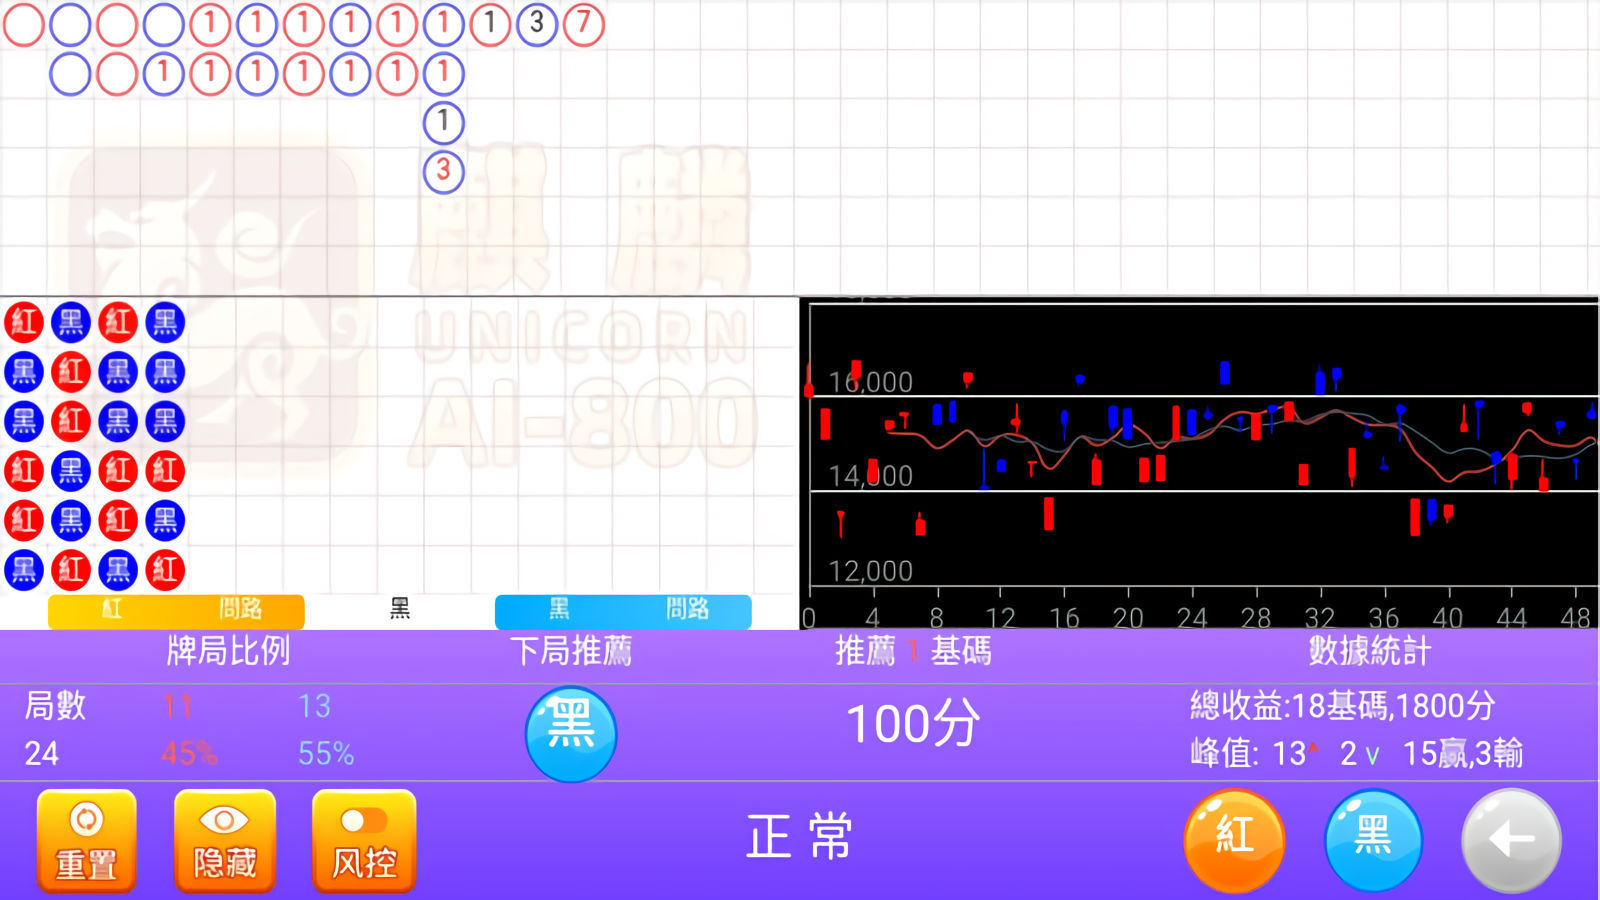 1 1 1 1 1 1 1 3 7
1 1 1 1 1 1 1
1
3
麒麟
UNICORN
AI-800
紅 黑 紅 黑
黑 紅 黑 黑
黑 紅 黑 黑
紅 黑 紅 紅
紅 黑 紅 黑
黑 紅 黑 紅
16,000
14,000
12,000
0 4 8 12 16 20 24 28 32 36 40 44 48
紅 問路 黑 黑 問路
牌局比例 下局推薦 推薦 1 基碼 數據統計
局數 11 13
24 45% 55%
黑
100分
總收益:18基碼,1800分
峰值: 13 2 15赢,3輸
重置 隐藏 风控
正常
紅 黑